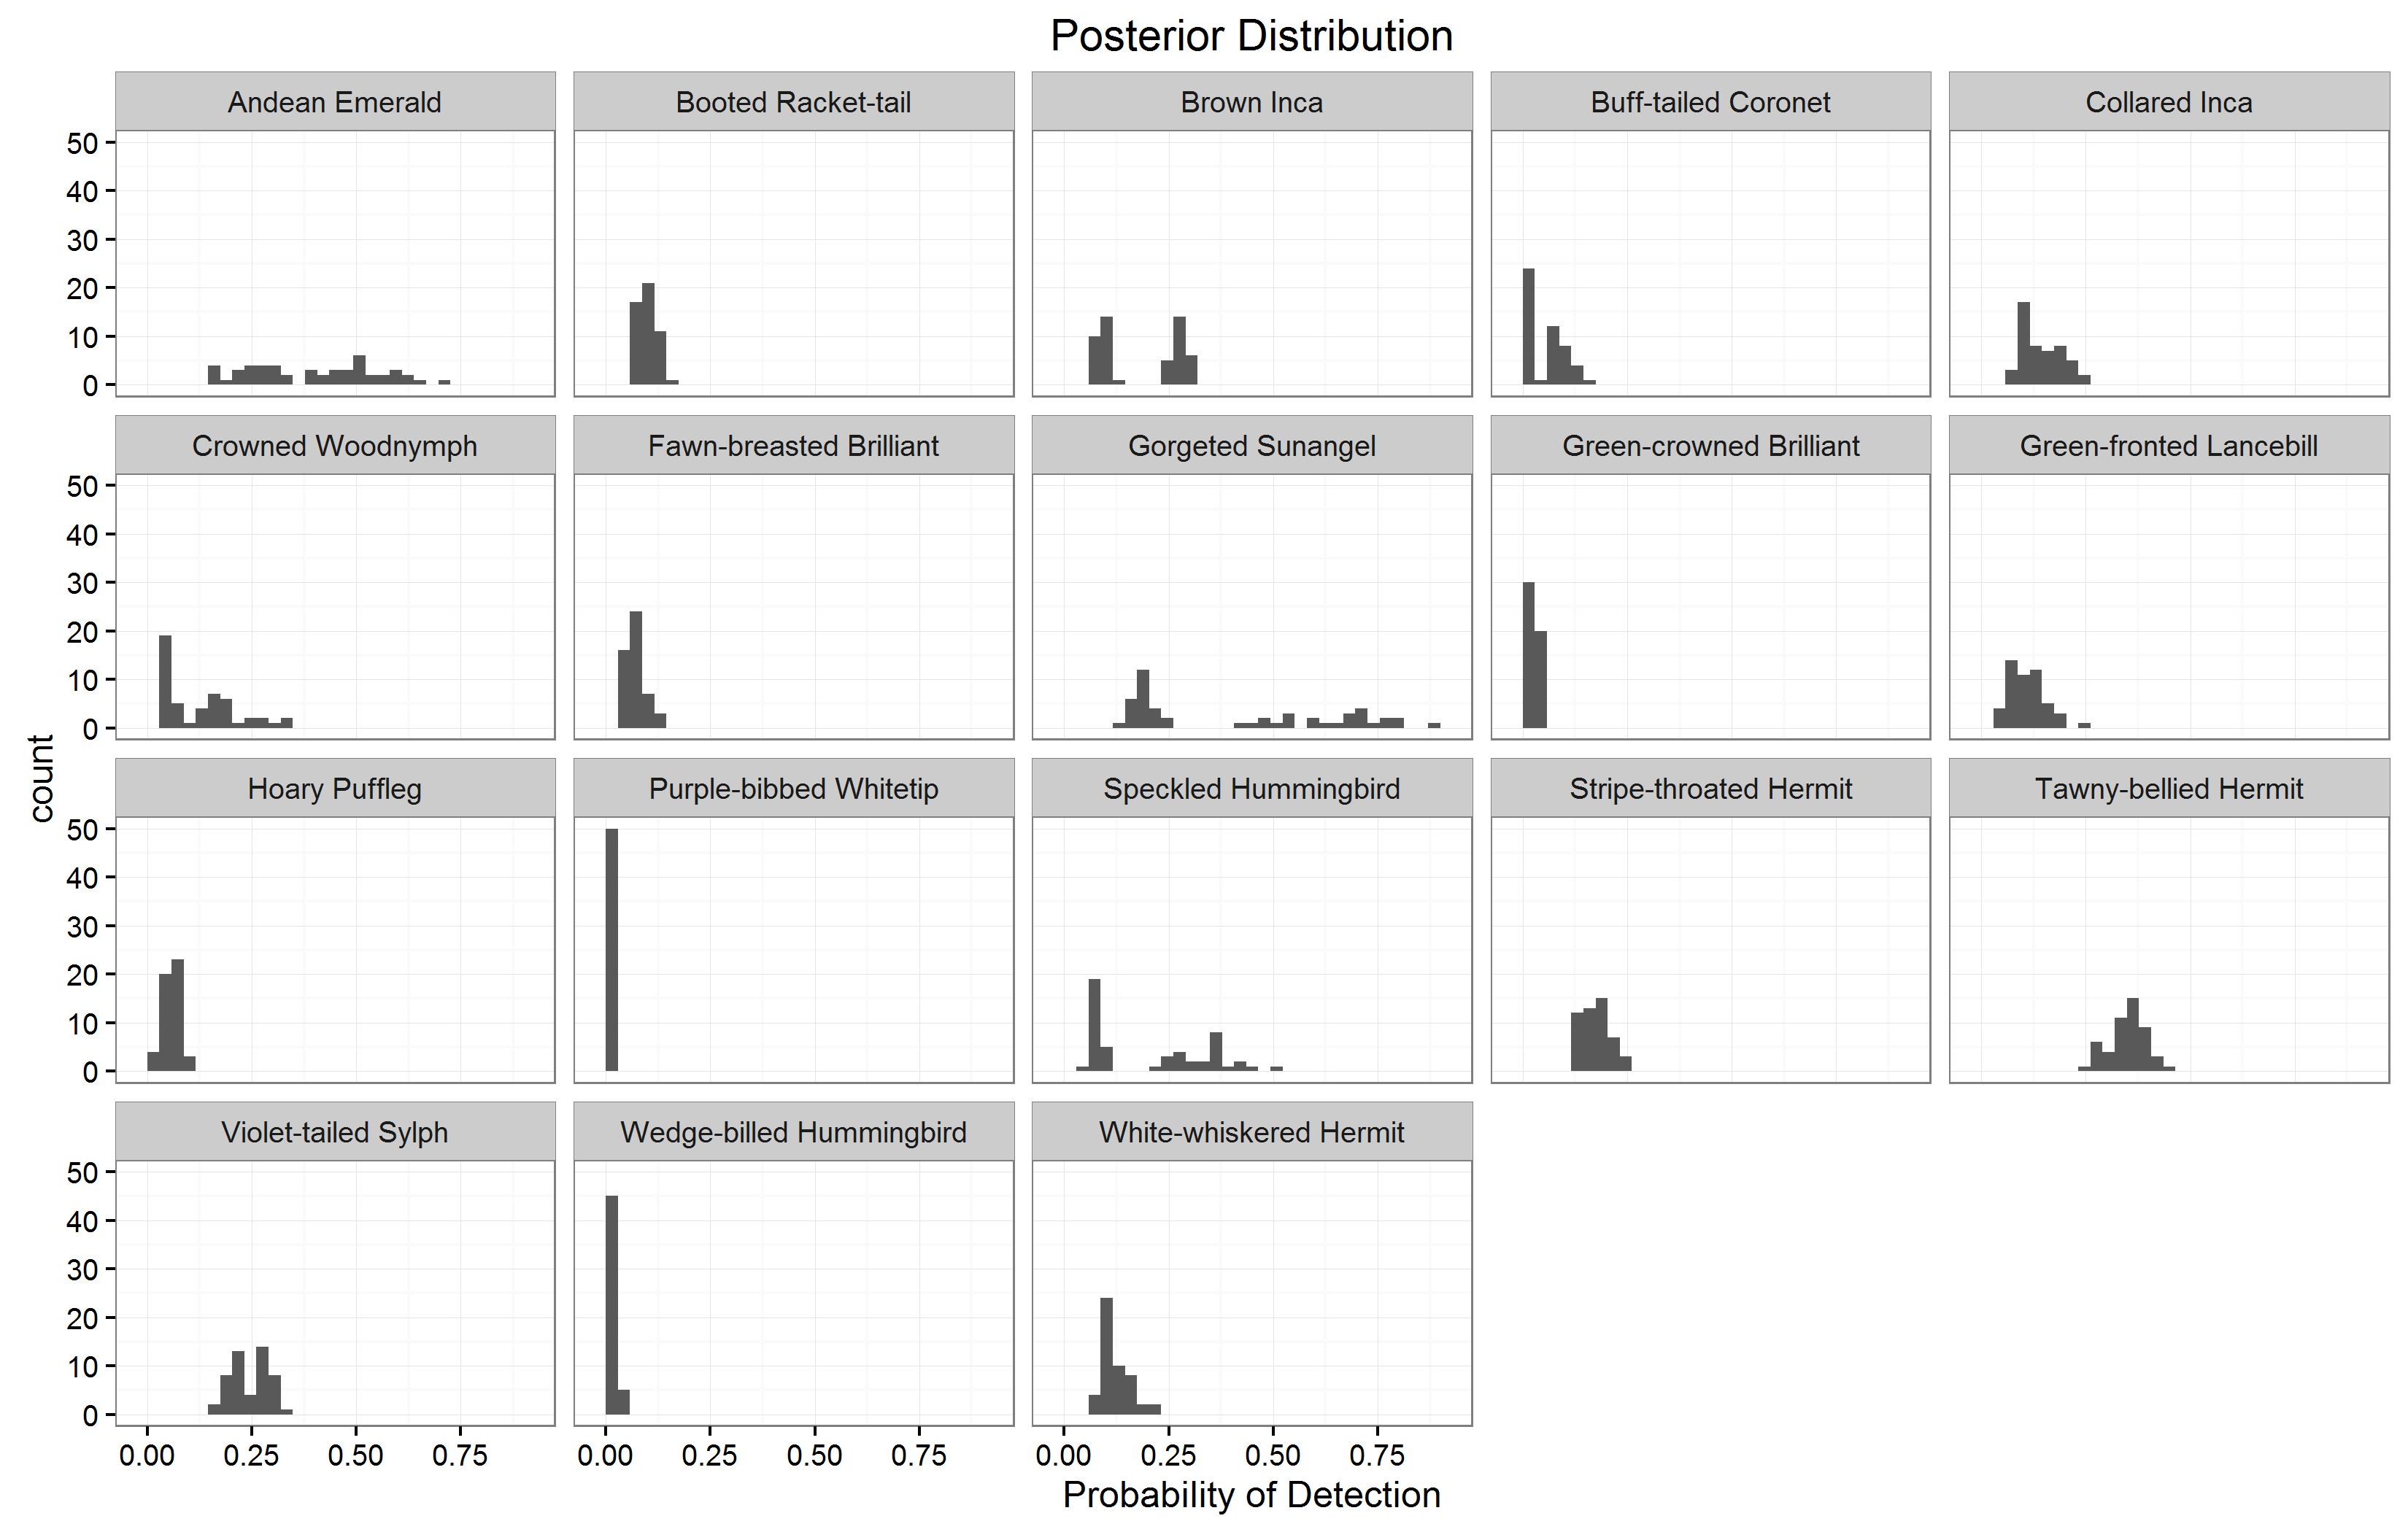 Posterior Distribution
Andean Emerald
Booted Racket-tail
Brown Inca
Buff-tailed Coronet
Collared Inca
50
40
30
20
10
0
Crowned Woodnymph
Fawn-breasted Brilliant
Gorgeted Sunangel
Green-crowned Brilliant
Green-fronted Lancebill
50
40
30
20
10
0
count
Hoary Puffleg
Purple-bibbed Whitetip
Speckled Hummingbird
Stripe-throated Hermit
Tawny-bellied Hermit
50
40
30
20
10
0
Violet-tailed Sylph
Wedge-billed Hummingbird
White-whiskered Hermit
50
40
30
20
10
0
0.00 0.25 0.50 0.75
0.00 0.25 0.50 0.75
0.00 0.25 0.50 0.75
Probability of Detection